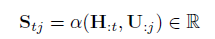 S_{tj} = α(H_{:t}, U_{:j}) ∈ ℝ